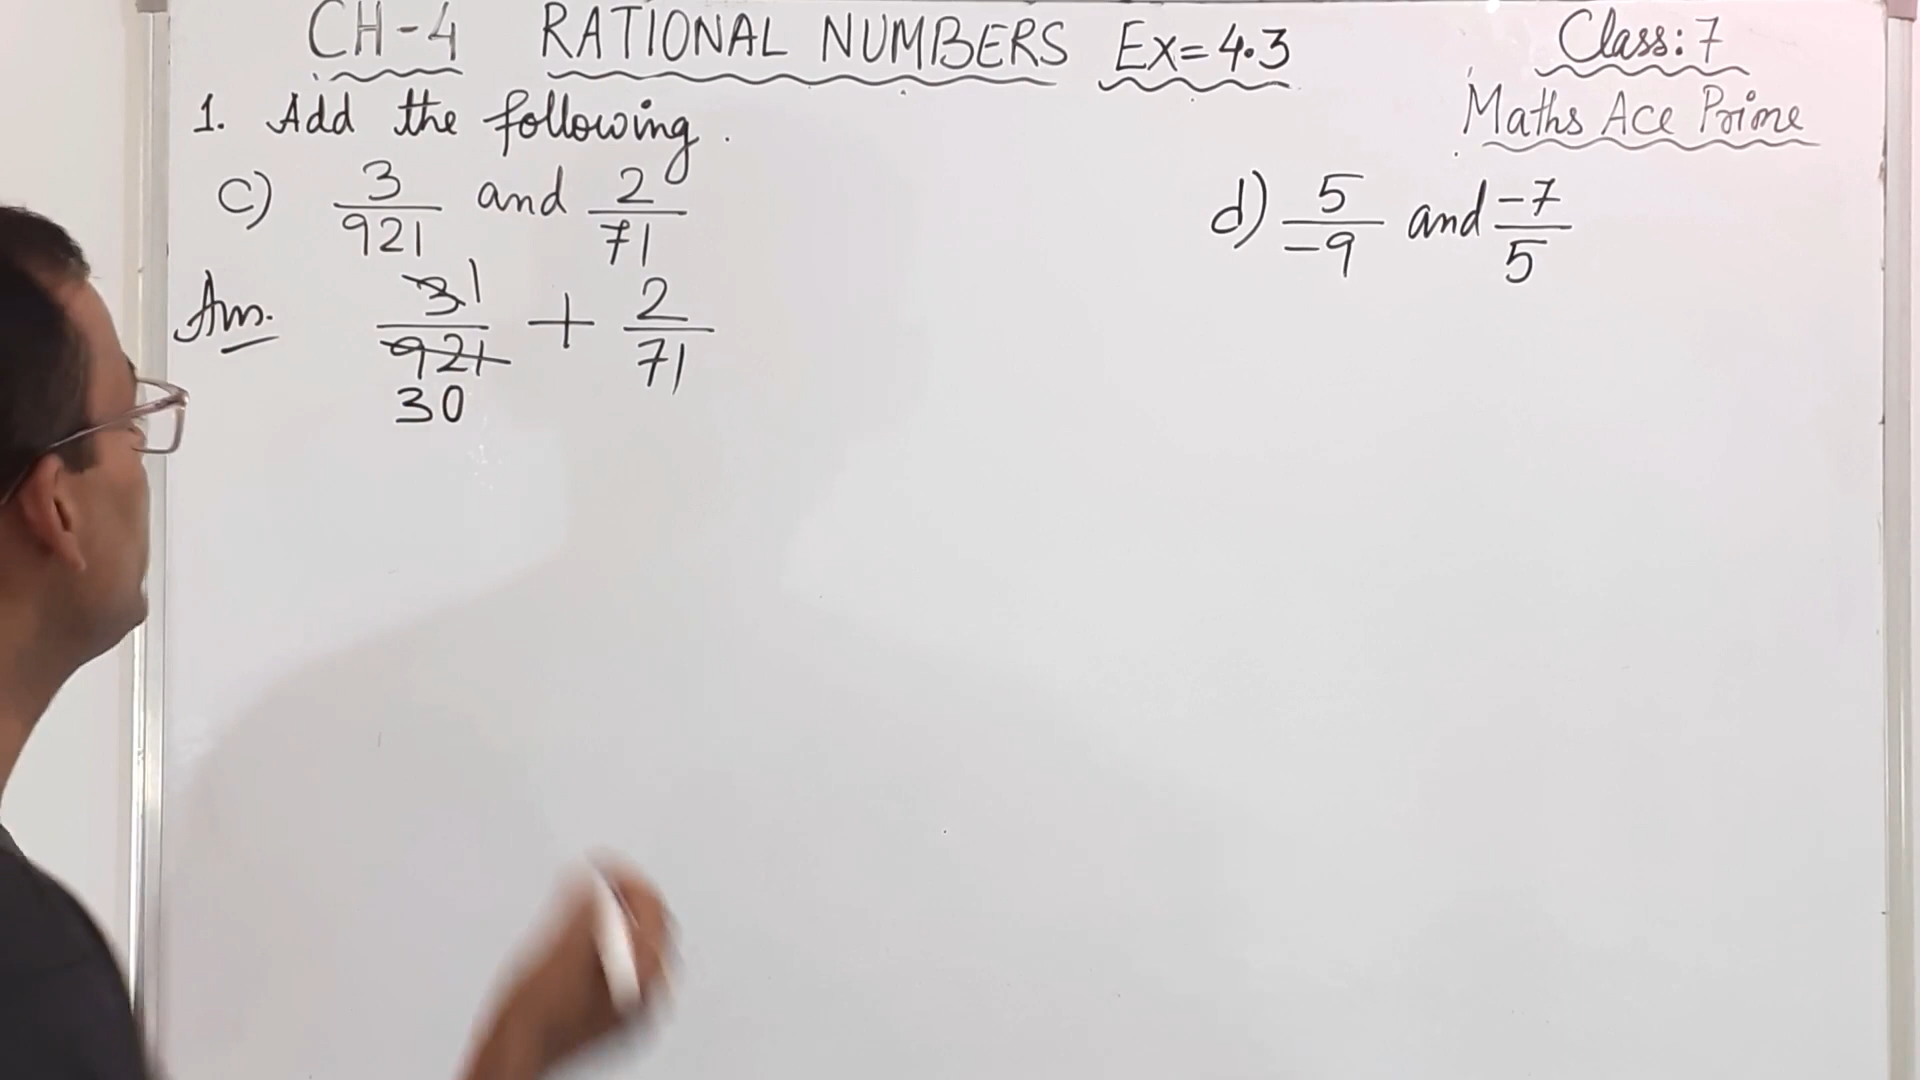 CH-4 RATIONAL NUMBERS Ex=4.3 Class:7
Maths Ace Prime
1. Add the following.
c) 3/921 and 2/71
d) 5/-9 and -7/5
Ans. 3/921 + 2/71
1
30